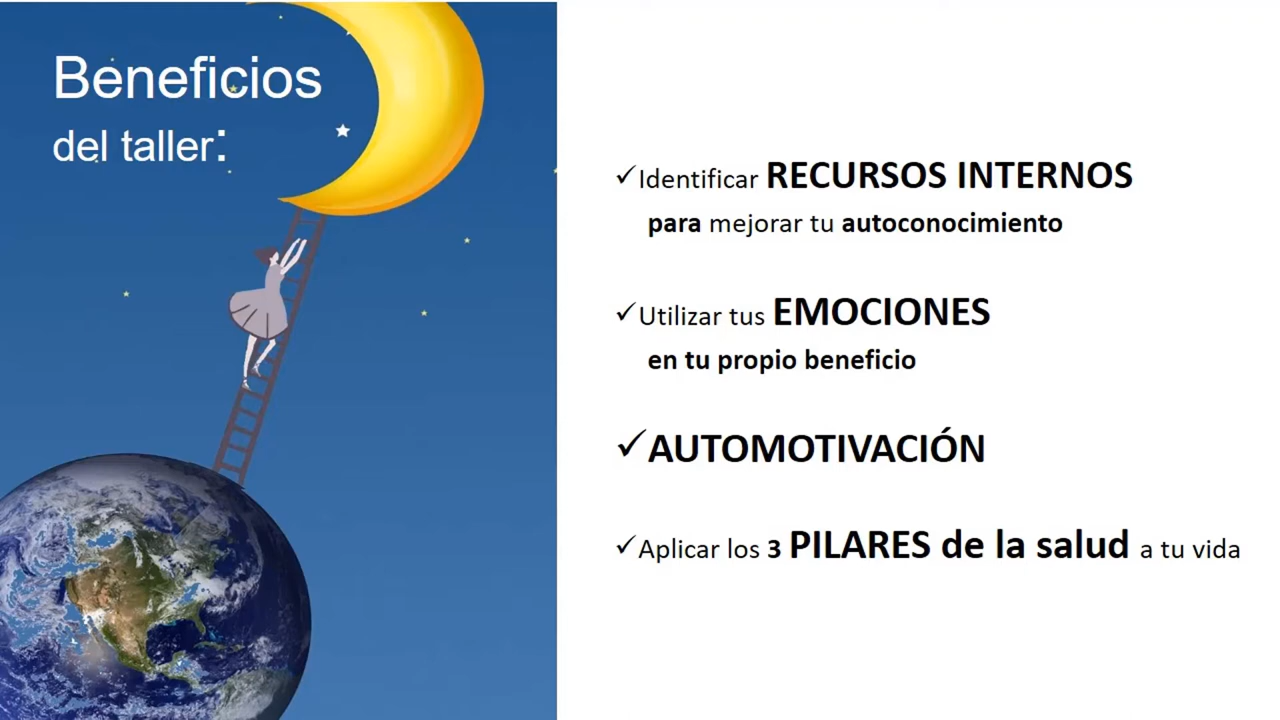 Beneficios
del taller:
✓Identificar RECURSOS INTERNOS
para mejorar tu autoconocimiento
✓Utilizar tus EMOCIONES
en tu propio beneficio
✓AUTOMOTIVACIÓN
✓Aplicar los 3 PILARES de la salud a tu vida